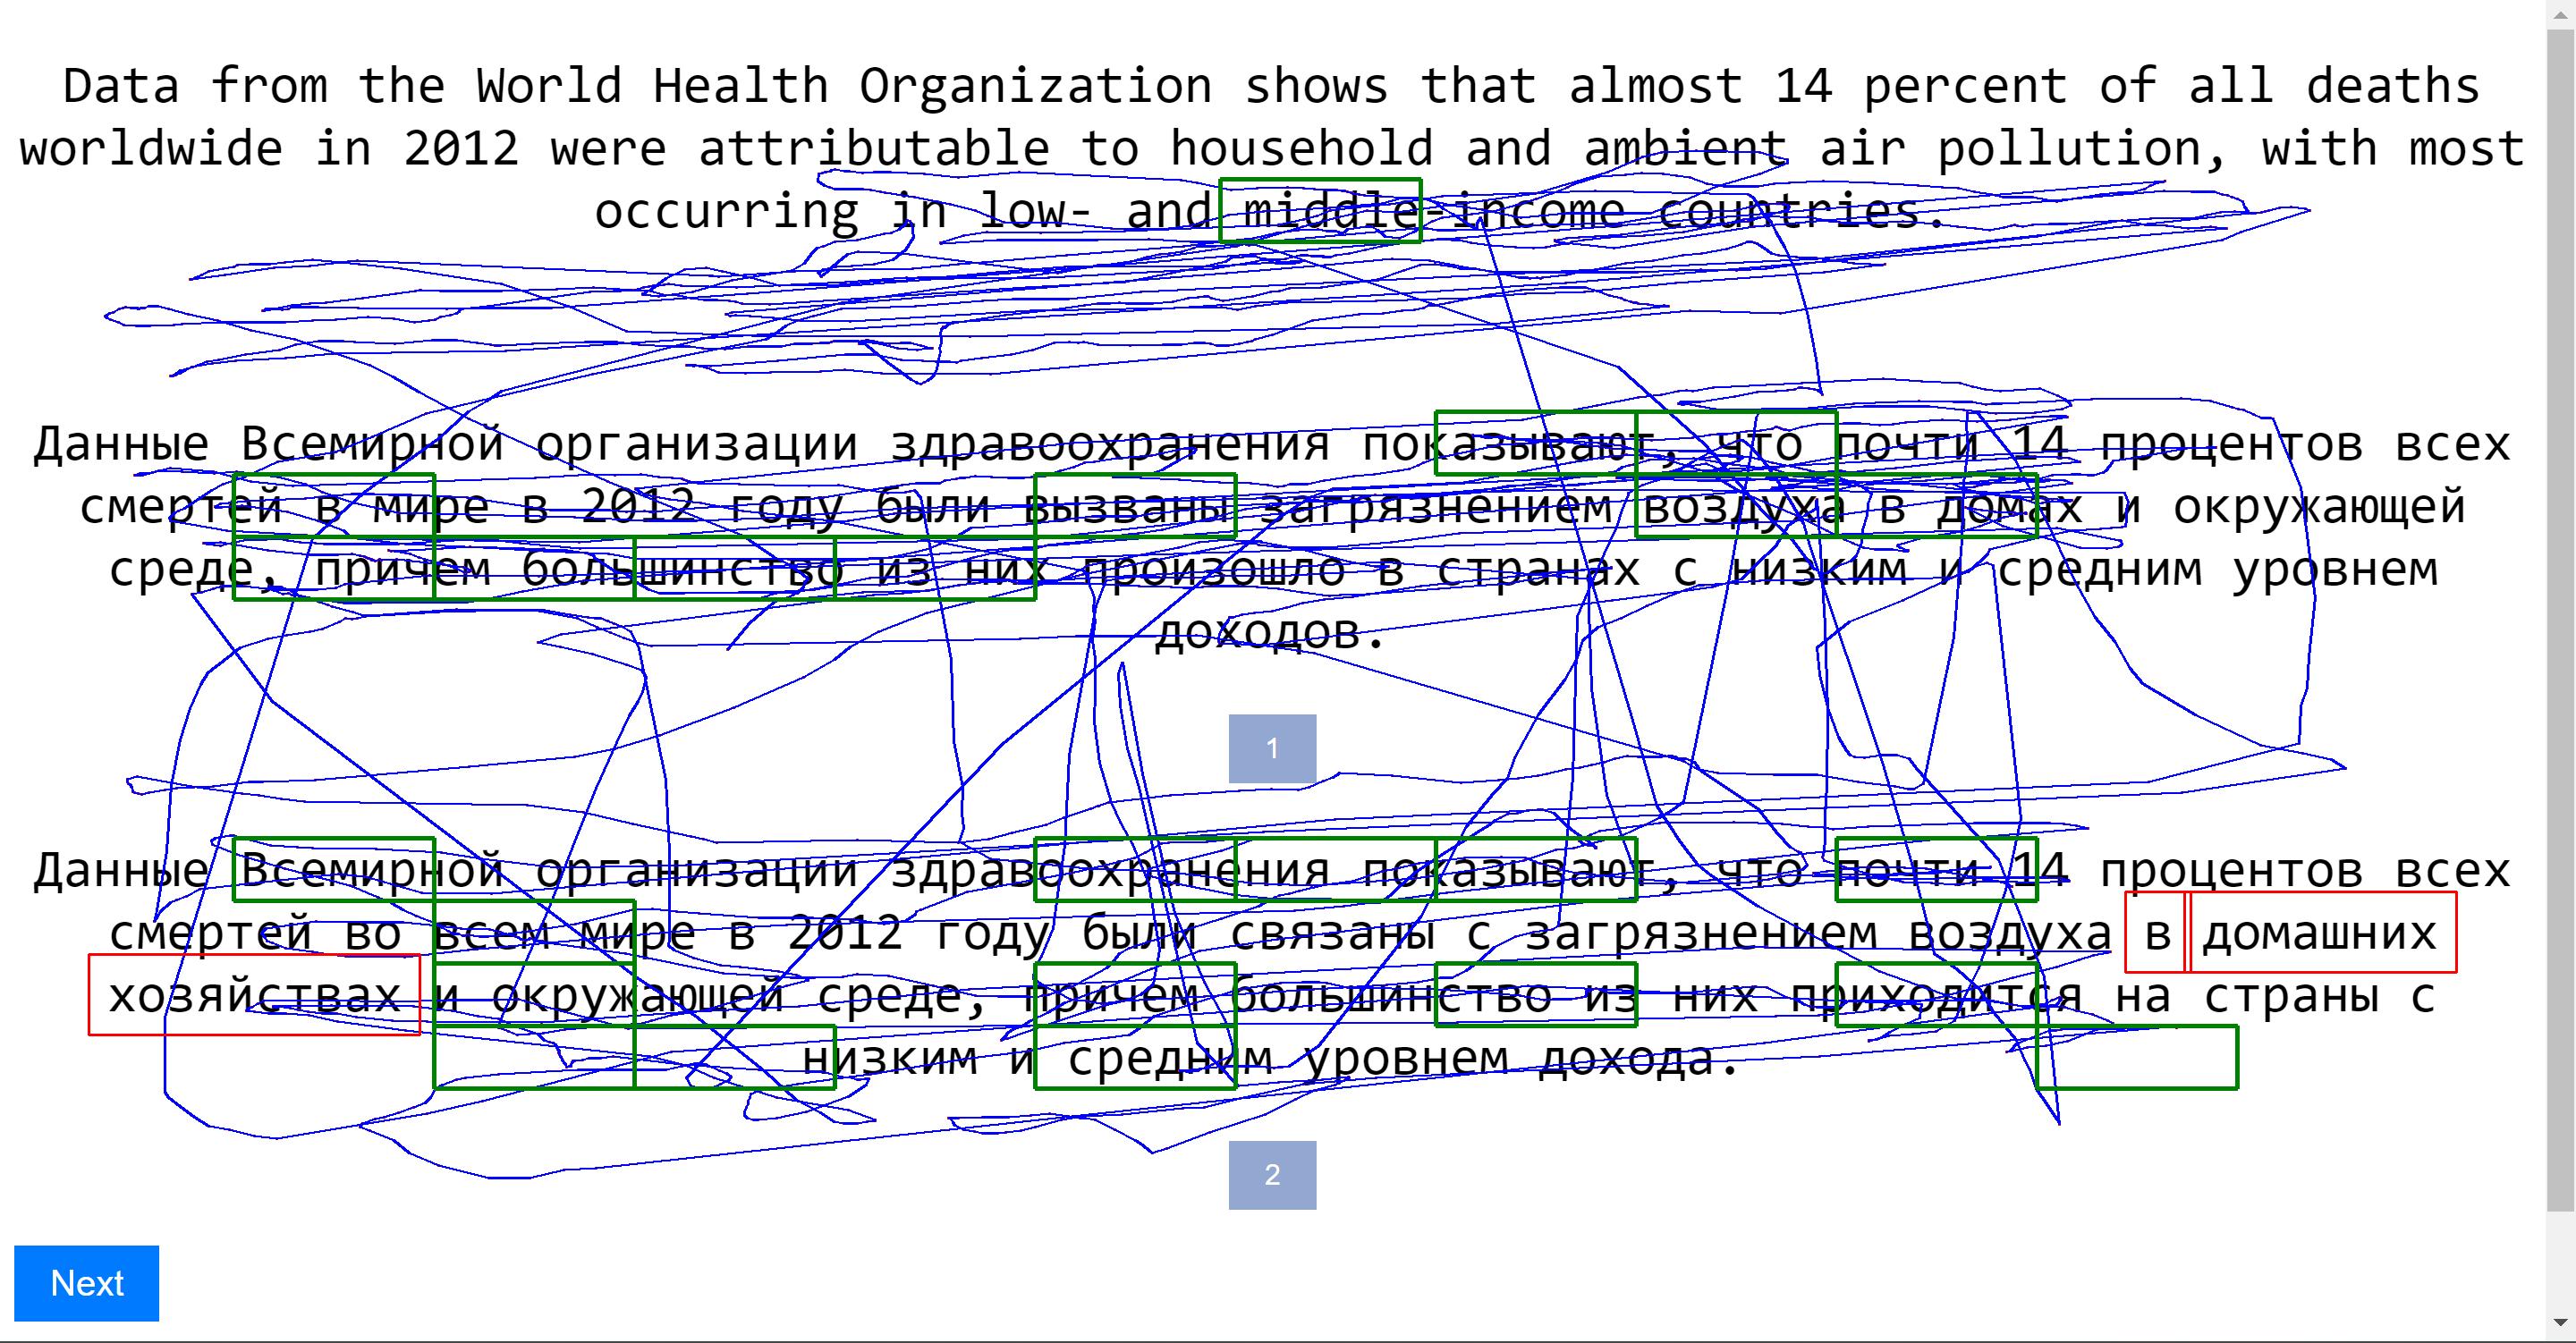 Data from the World Health Organization shows that almost 14 percent of all deaths
worldwide in 2012 were attributable to household and ambient air pollution, with most
occurring in low- and middle-income countries.
Данные Всемирной организации здравоохранения показывают, что почти 14 процентов всех
смертей в мире в 2012 году были вызваны загрязнением воздуха в домах и окружающей
среде, причем большинство из них произошло в странах с низким и средним уровнем
доходов.
1
Данные Всемирной организации здравоохранения показывают, что почти 14 процентов всех
смертей во всем мире в 2012 году были связаны с загрязнением воздуха в домашних
хозяйствах и окружающей среде, причем большинство из них приходится на страны с
низким и средним уровнем дохода.
2
Next